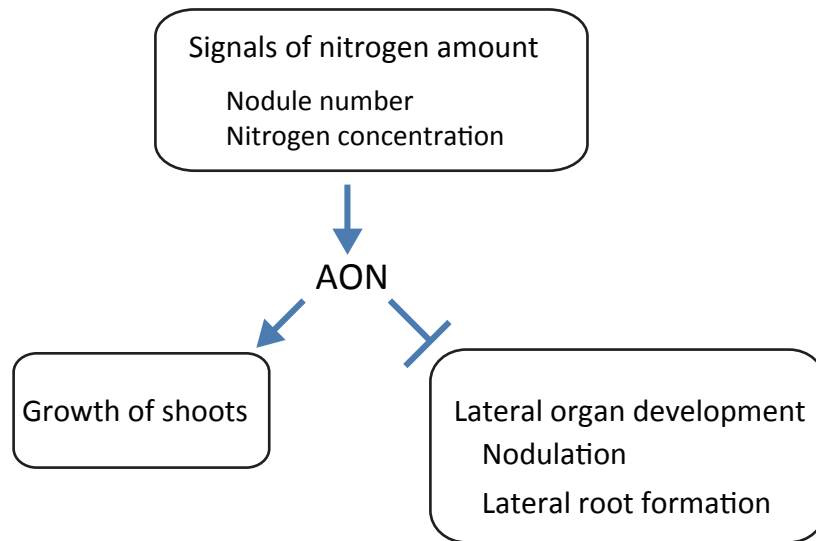 Signals of nitrogen amount
Nodule number
Nitrogen concentration
AON
Growth of shoots
Lateral organ development
Nodulation
Lateral root formation